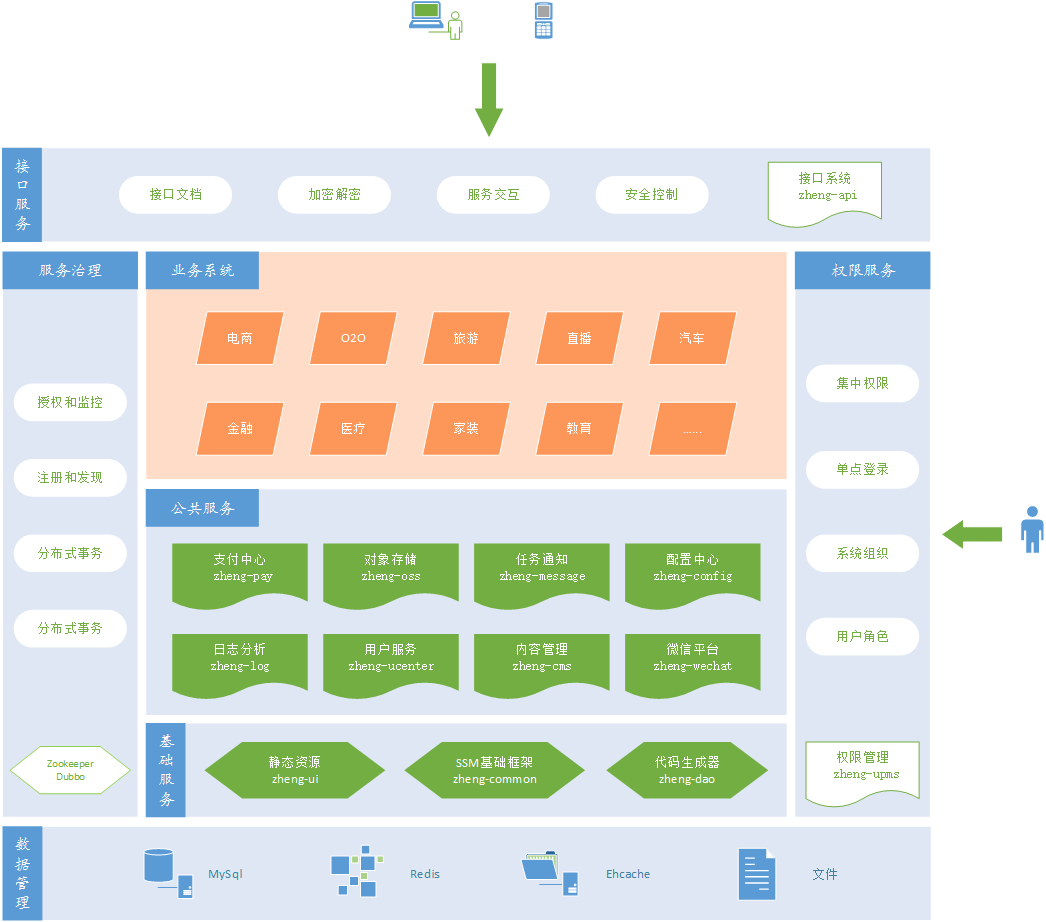 接口服务
接口文档
加密解密
服务交互
安全控制
接口系统
zheng-api
服务治理
授权和监控
注册和发现
分布式事务
分布式事务
Zookeeper
Dubbo
业务系统
电商
O2O
旅游
直播
汽车
金融
医疗
家装
教育
......
公共服务
支付中心
zheng-pay
对象存储
zheng-oss
任务通知
zheng-message
配置中心
zheng-config
日志分析
zheng-log
用户服务
zheng-ucenter
内容管理
zheng-cms
微信平台
zheng-wechat
基础服务
静态资源
zheng-ui
SSM基础框架
zheng-common
代码生成器
zheng-dao
权限服务
集中权限
单点登录
系统组织
用户角色
权限管理
zheng-upms
数据管理
MySql
Redis
Ehcache
文件